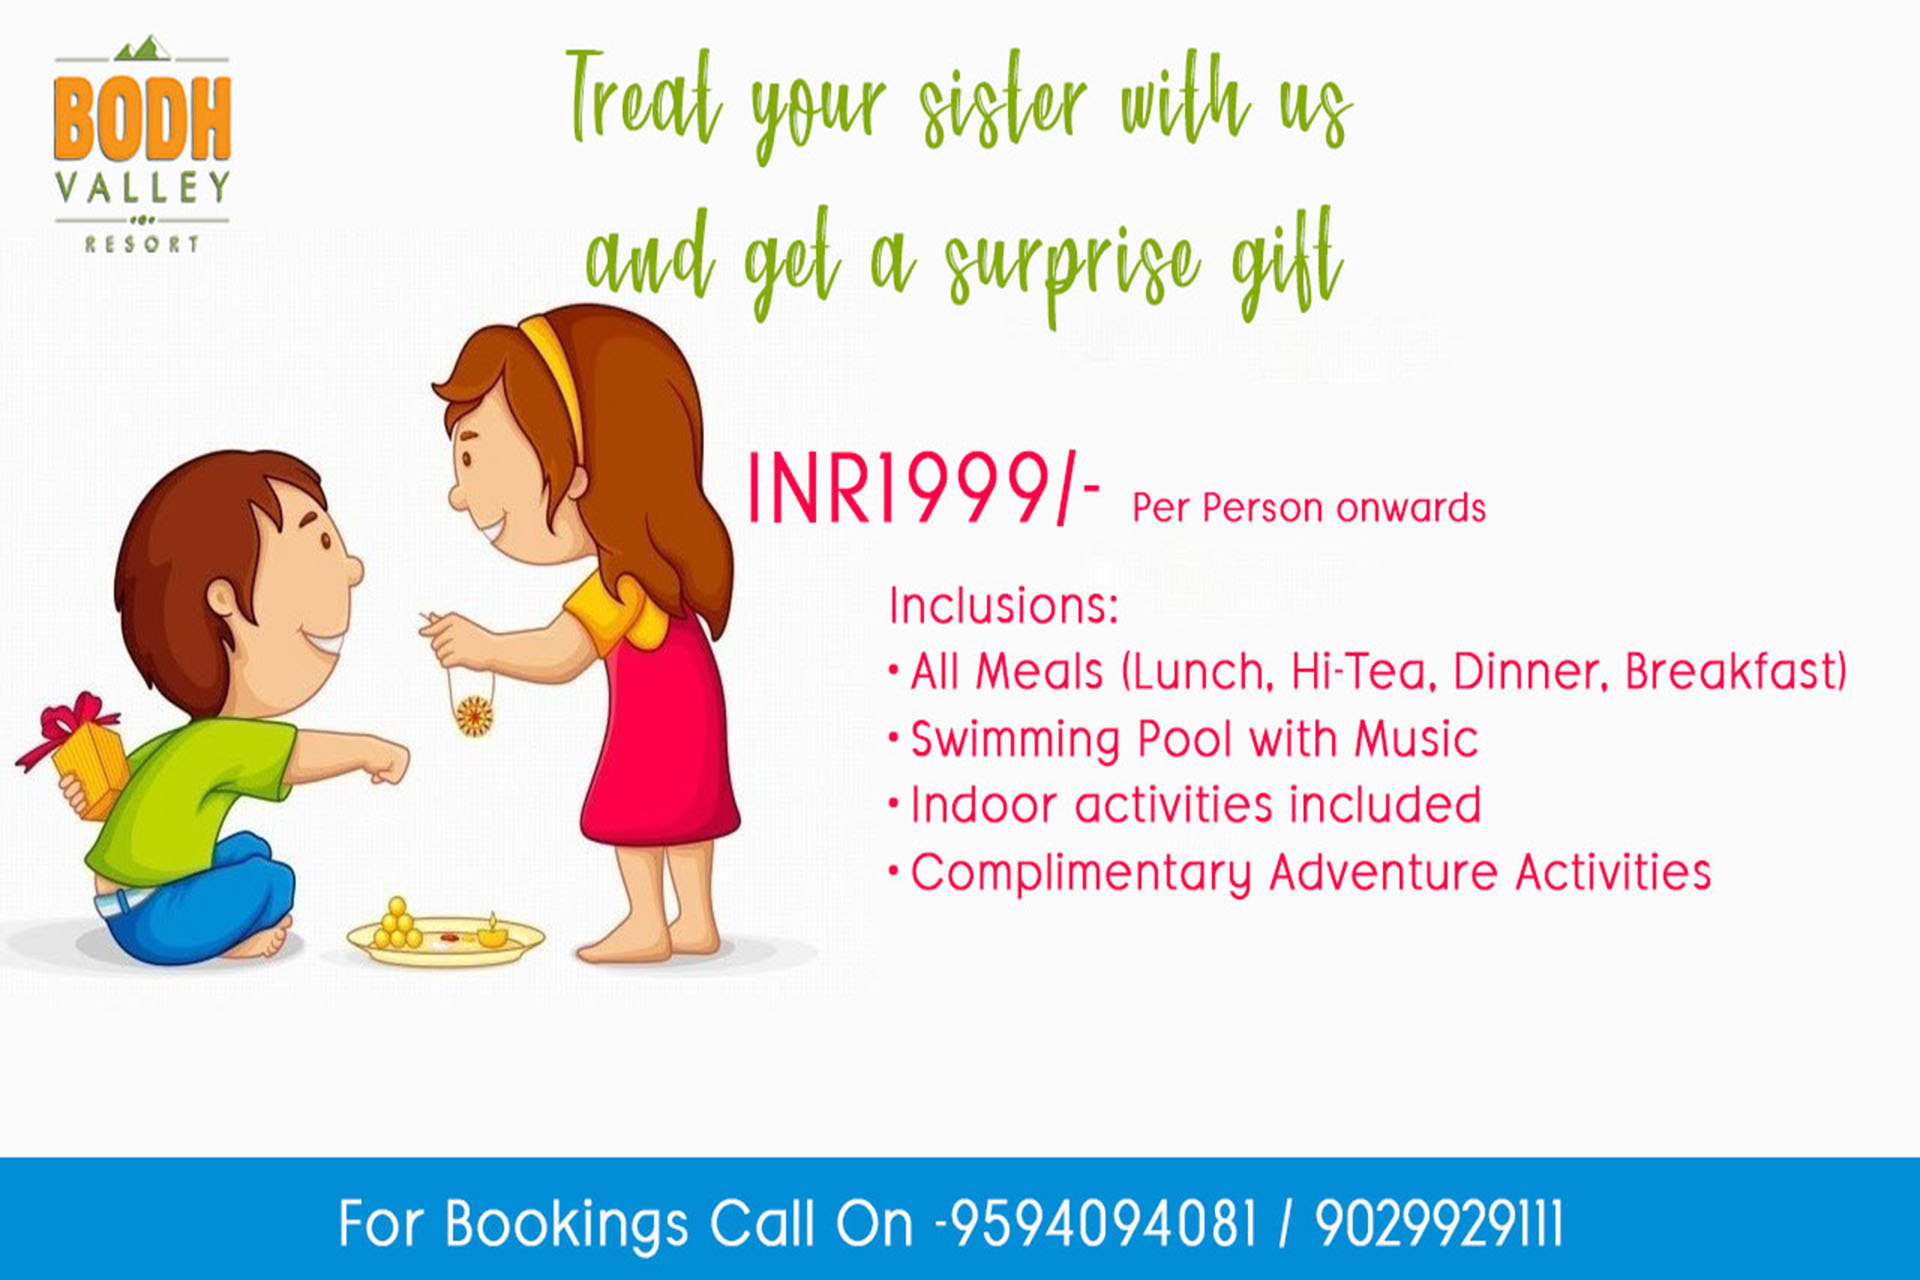 BODH
VALLEY
RESORT
Treat your sister with us
and get a surprise gift
INR1999/- Per Person onwards
Inclusions:
• All Meals (Lunch, Hi-Tea, Dinner, Breakfast)
• Swimming Pool with Music
• Indoor activities included
• Complimentary Adventure Activities
For Bookings Call On -9594094081 / 9029929111